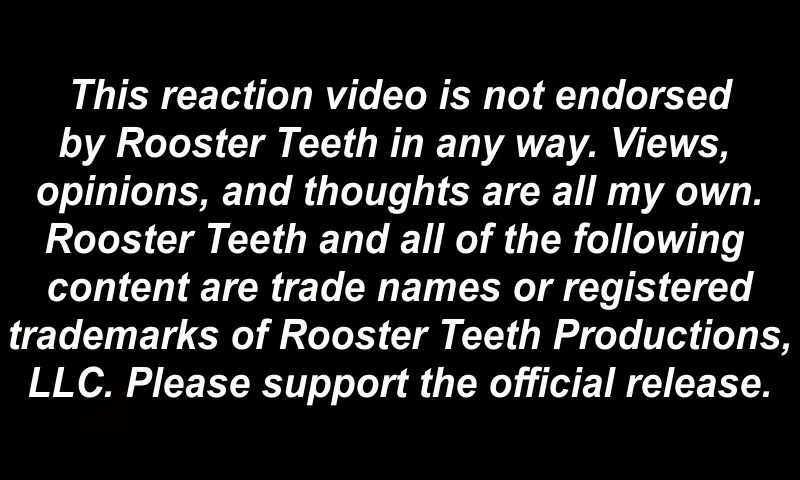 This reaction video is not endorsed
by Rooster Teeth in any way. Views,
opinions, and thoughts are all my own.
Rooster Teeth and all of the following
content are trade names or registered
trademarks of Rooster Teeth Productions,
LLC. Please support the official release.